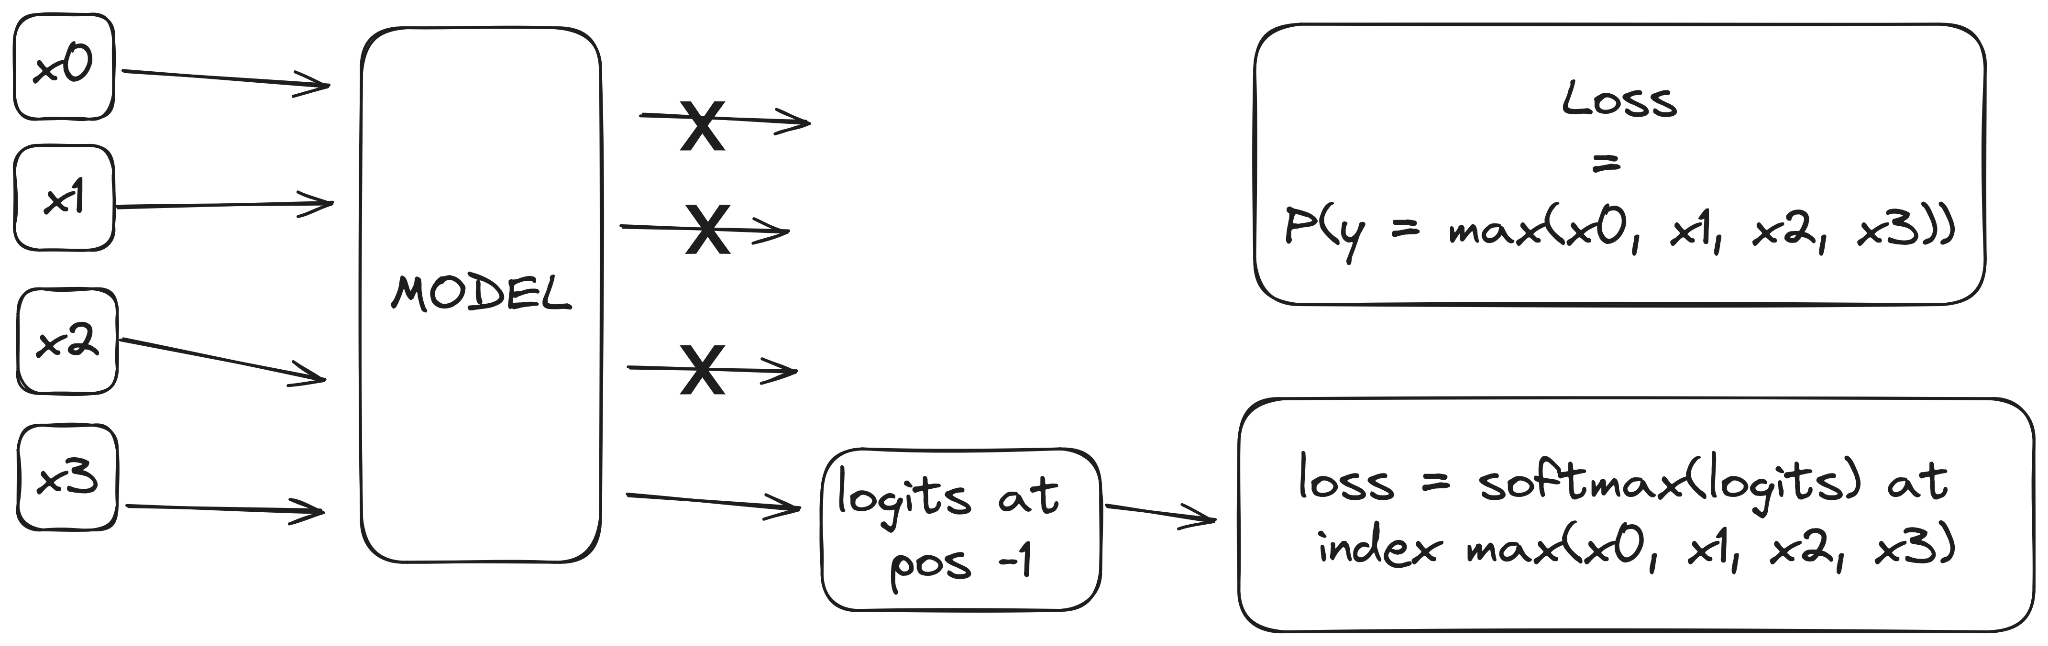 x0
x1
x2
x3
MODEL
X
X
X
logits at
pos -1
Loss
=
P(y = max(x0, x1, x2, x3))
loss = softmax(logits) at
index max(x0, x1, x2, x3)